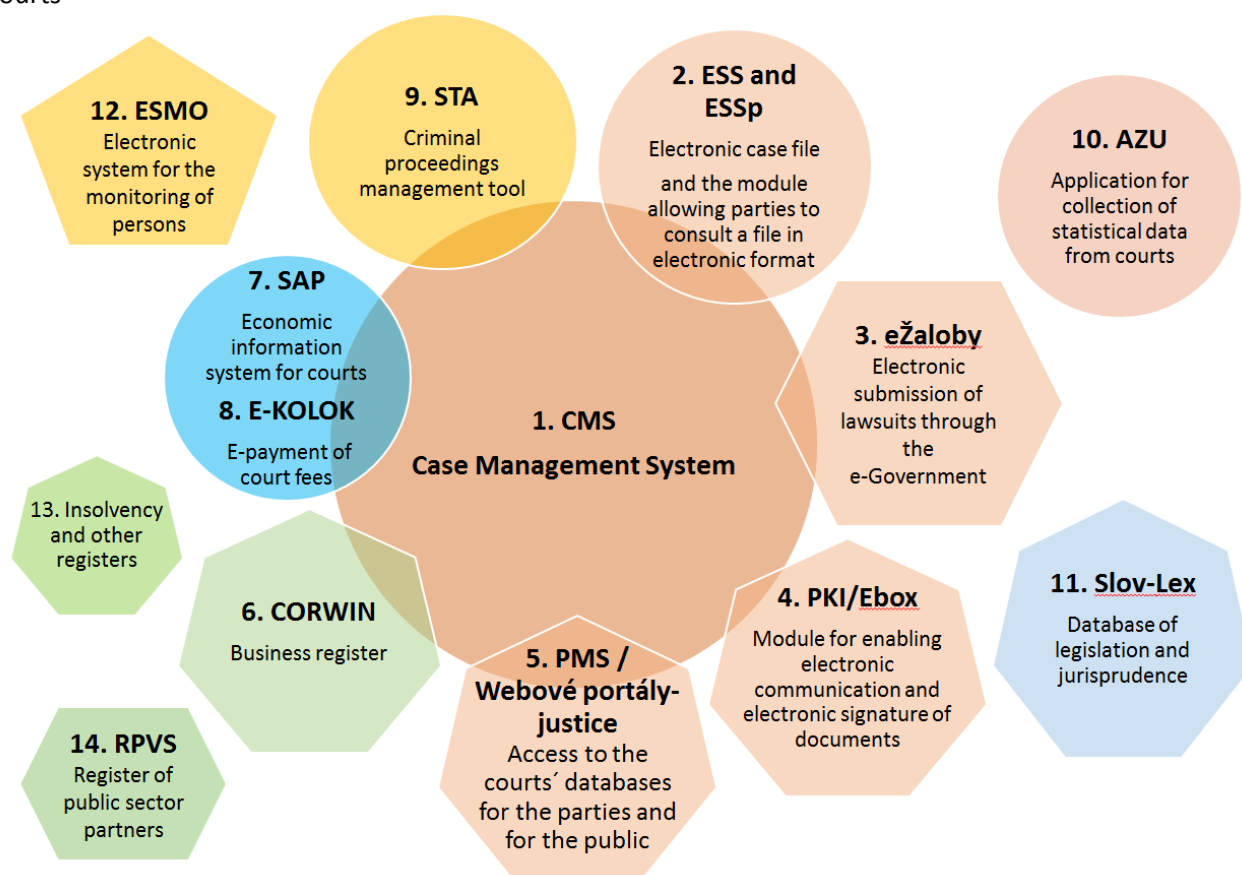 courts
12. ESMO
Electronic
system for the
monitoring of
persons
9. STA
Criminal
proceedings
management tool
2. ESS and
ESSp
Electronic case file
and the module
allowing parties to
consult a file in
electronic format
10. AZU
Application for
collection of
statistical data
from courts
7. SAP
Economic
information
system for courts
8. E-KOLOK
E-payment of
court fees
1. CMS
Case Management System
3. eŽaloby
Electronic
submission of
lawsuits through
the
e-Government
13. Insolvency
and other
registers
6. CORWIN
Business register
5. PMS /
Webové portály-
justice
Access to the
courts´ databases
for the parties and
for the public
4. PKI/Ebox
Module for enabling
electronic
communication and
electronic signature of
documents
11. Slov-Lex
Database of
legislation and
jurisprudence
14. RPVS
Register of
public sector
partners